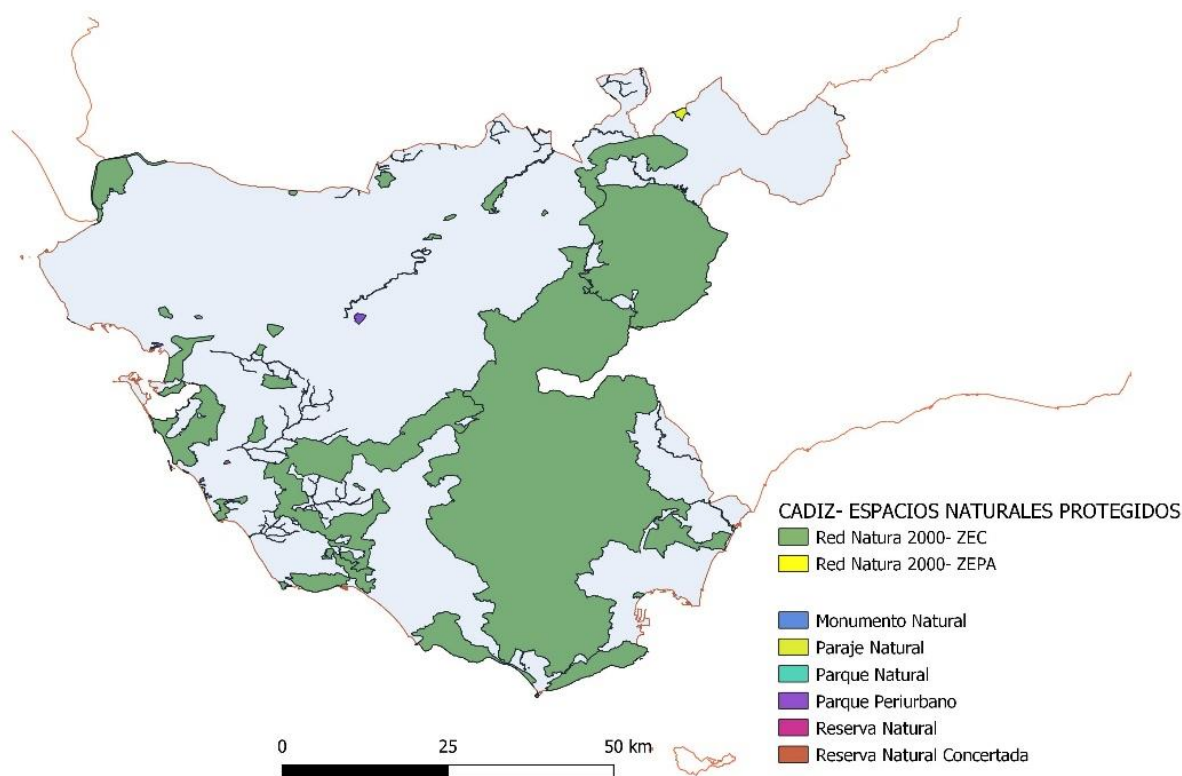 CADIZ- ESPACIOS NATURALES PROTEGIDOS
Red Natura 2000- ZEC
Red Natura 2000- ZEPA
Monumento Natural
Paraje Natural
Parque Natural
Parque Periurbano
Reserva Natural
Reserva Natural Concertada
0 25 50 km